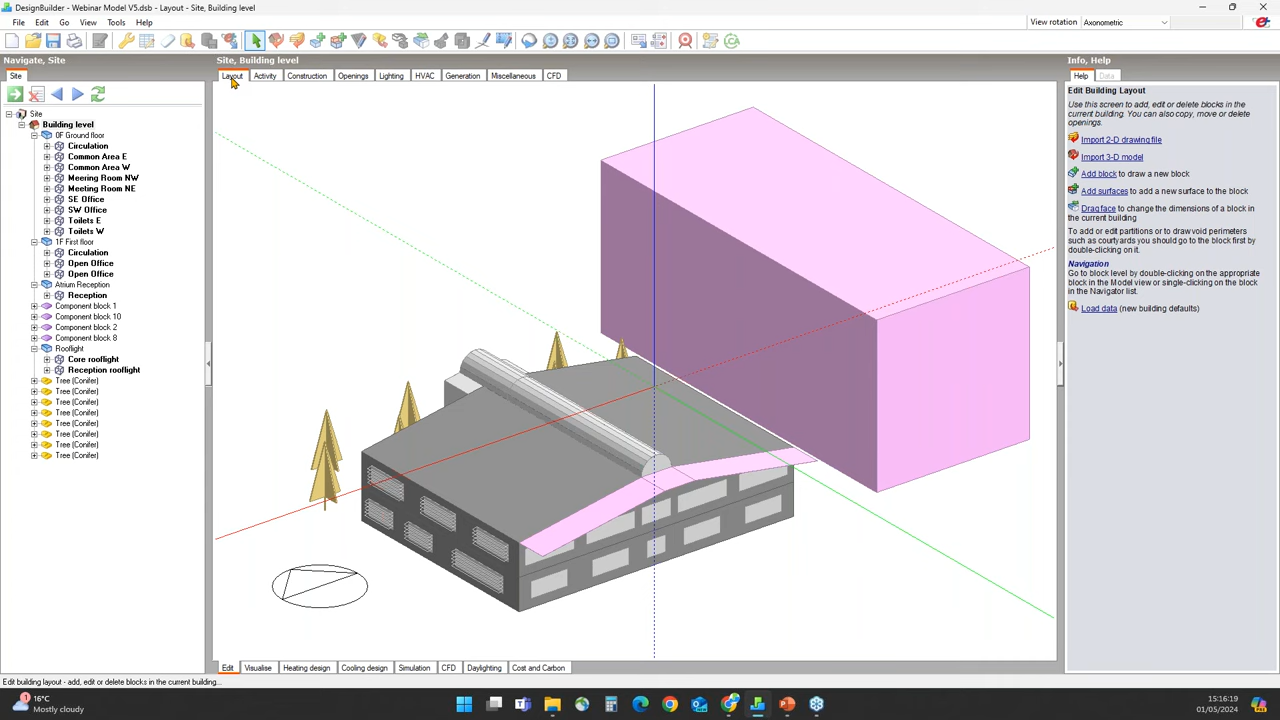 DesignBuilder - Webinar Model V5.dsb - Layout - Site, Building level
File Edit Go View Tools Help
View rotation Axonometric
Navigate, Site
Site
Site
Building level
0F Ground floor
Circulation
Common Area E
Common Area W
Meering Room NW
Meeting Room NE
SE Office
SW Office
Toilets E
Toilets W
1F First floor
Circulation
Open Office
Open Office
Atrium Reception
Reception
Component block 1
Component block 10
Component block 2
Component block 8
Rooflight
Core rooflight
Reception rooflight
Tree (Conifer)
Tree (Conifer)
Tree (Conifer)
Tree (Conifer)
Tree (Conifer)
Tree (Conifer)
Tree (Conifer)
Tree (Conifer)
Site, Building level
Layout Activity Construction Openings Lighting HVAC Generation Miscellaneous CFD
Edit Visualise Heating design Cooling design Simulation CFD Daylighting Cost and Carbon
Info, Help
Help Data
Edit Building Layout
Use this screen to add, edit or delete blocks in the
current building. You can also copy, move or delete
openings.
Import 2-D drawing file
Import 3-D model
Add block to draw a new block
Add surfaces to add a new surface to the block
Drag face to change the dimensions of a block in
the current building
To add or edit partitions or to draw void perimeters
such as courtyards you should go to the block first by
double-clicking on it.
Navigation
Go to block level by double-clicking on the appropriate
block in the Model view or single-clicking on the block
in the Navigator list.
Load data (new building defaults)
Edit building layout - add, edit or delete blocks in the current building...
1
16°C
Mostly cloudy
15:16:19
01/05/2024